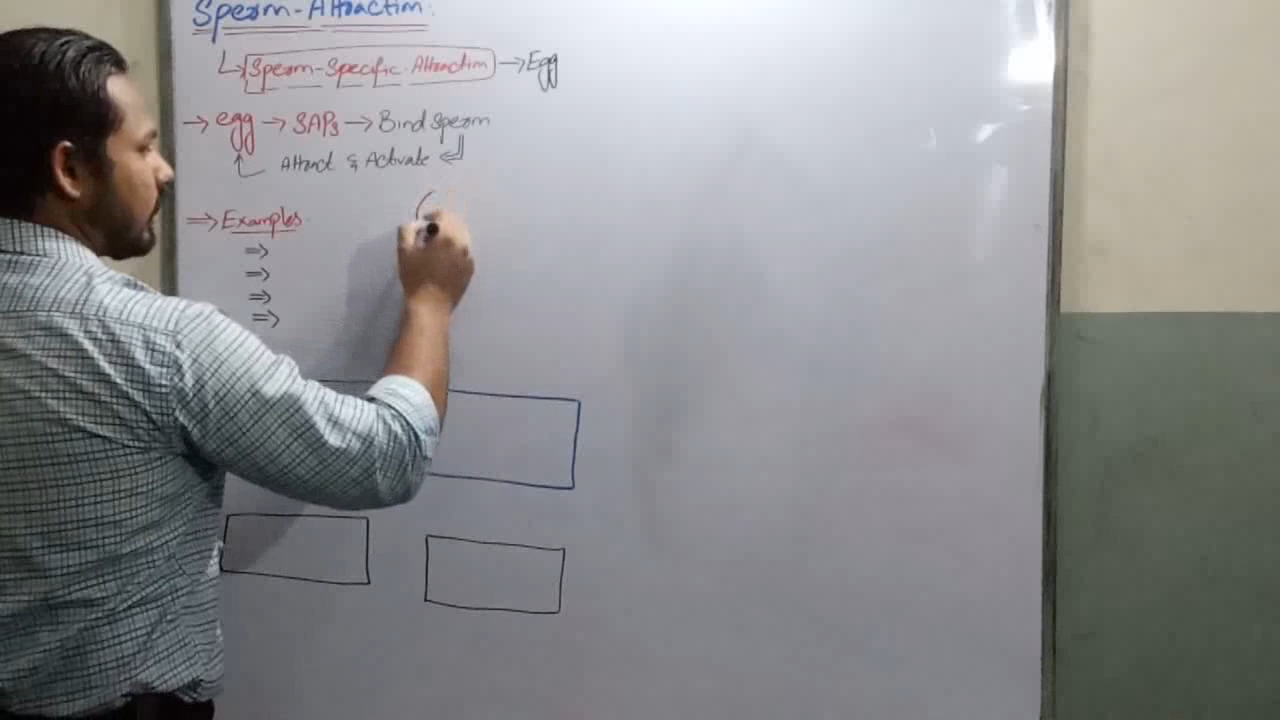 Sperm-Attraction.
↳ Sperm-Specific Attraction → Egg
→ egg → SAPs → Bind Sperm
Attract & Activate
⇒ Examples
⇒
⇒
⇒
⇒